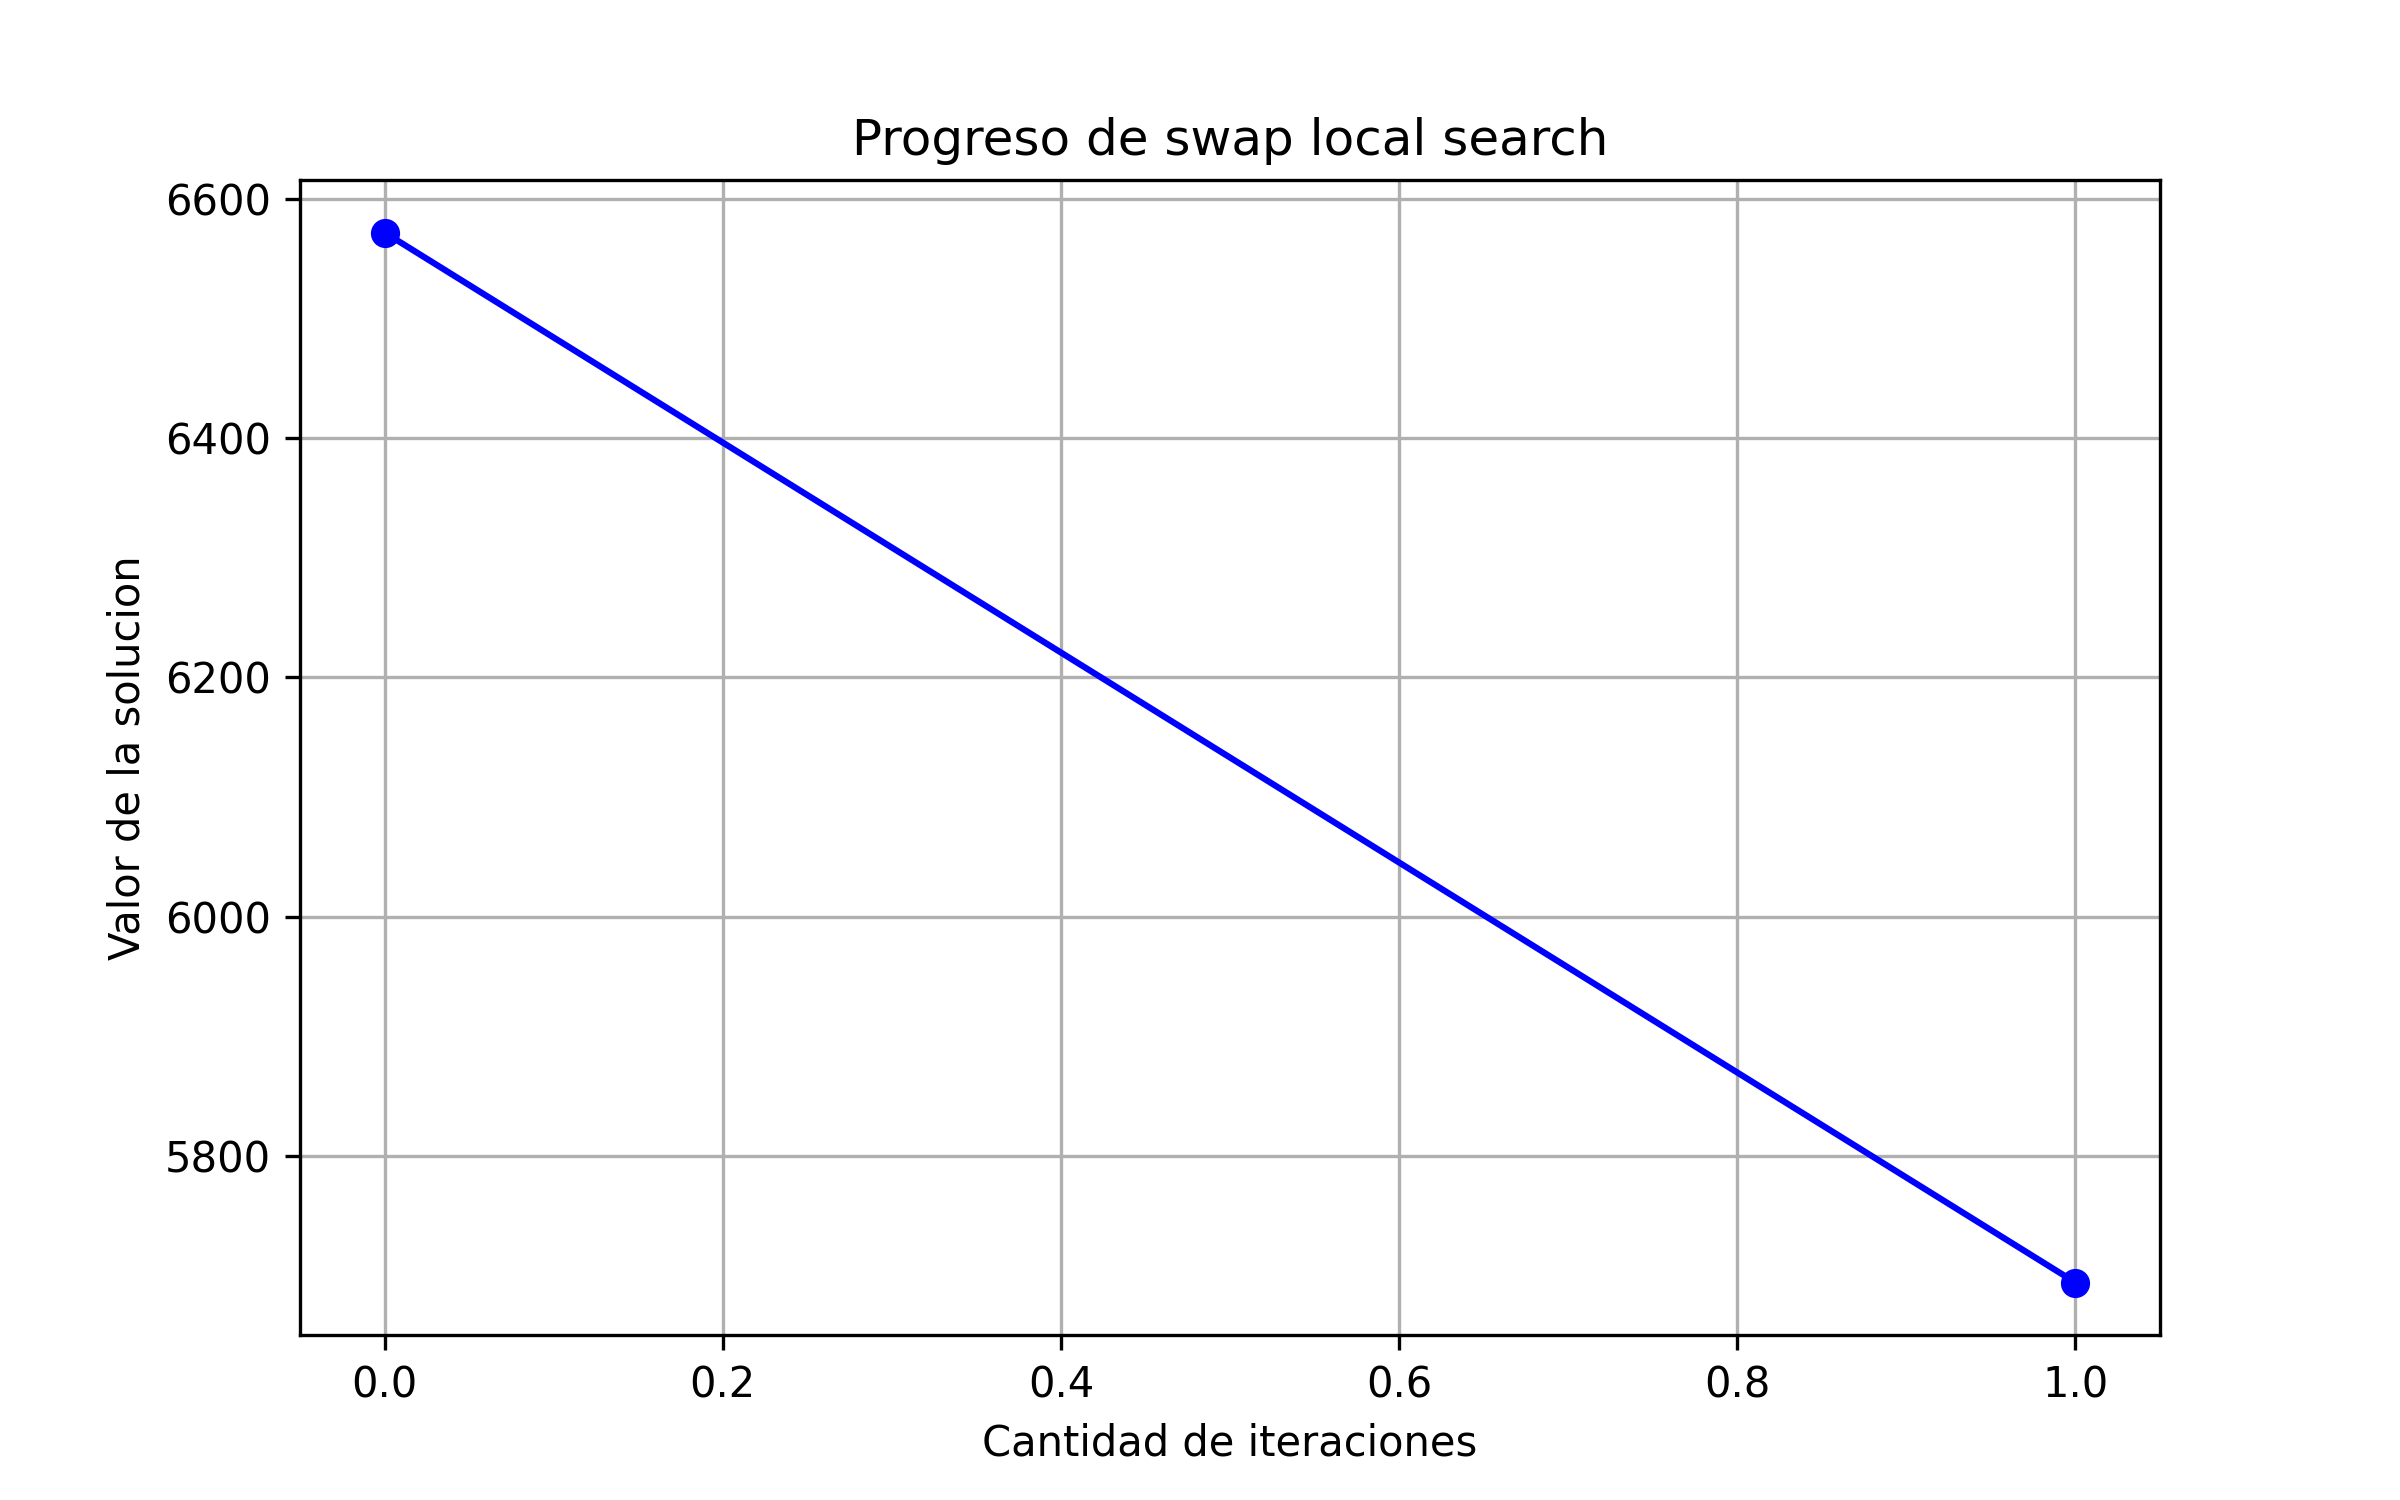 Progreso de swap local search
6600
6400
6200
6000
5800
Valor de la solucion
0.0 0.2 0.4 0.6 0.8 1.0
Cantidad de iteraciones